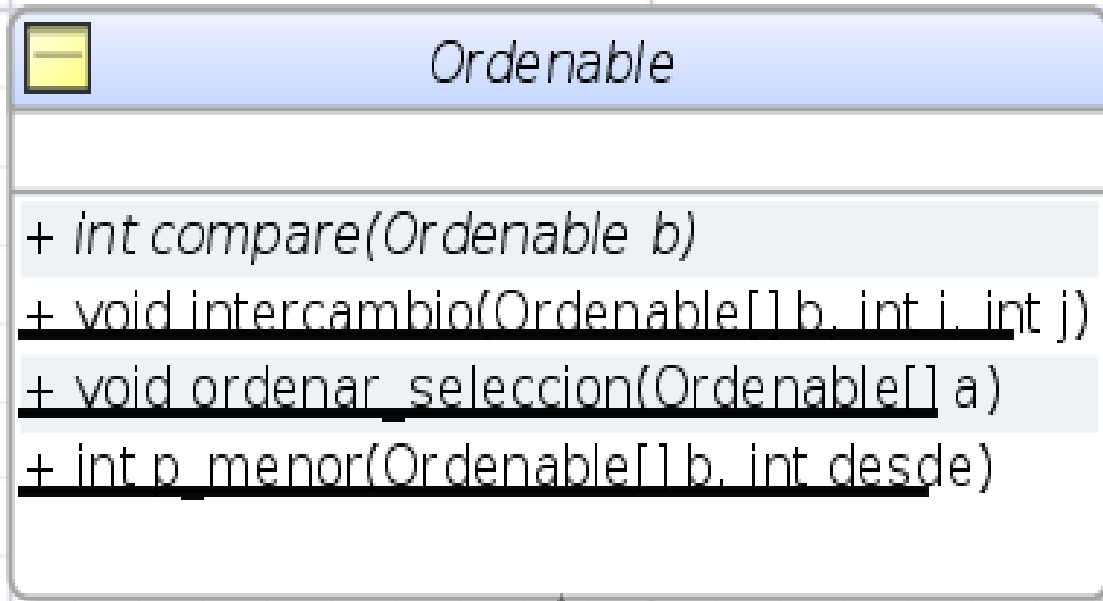 Ordenable
+ int compare(Ordenable b)
+ void intercambio(Ordenable[] b, int i, int j)
+ void ordenar_seleccion(Ordenable[] a)
+ int p_menor(Ordenable[] b, int desde)